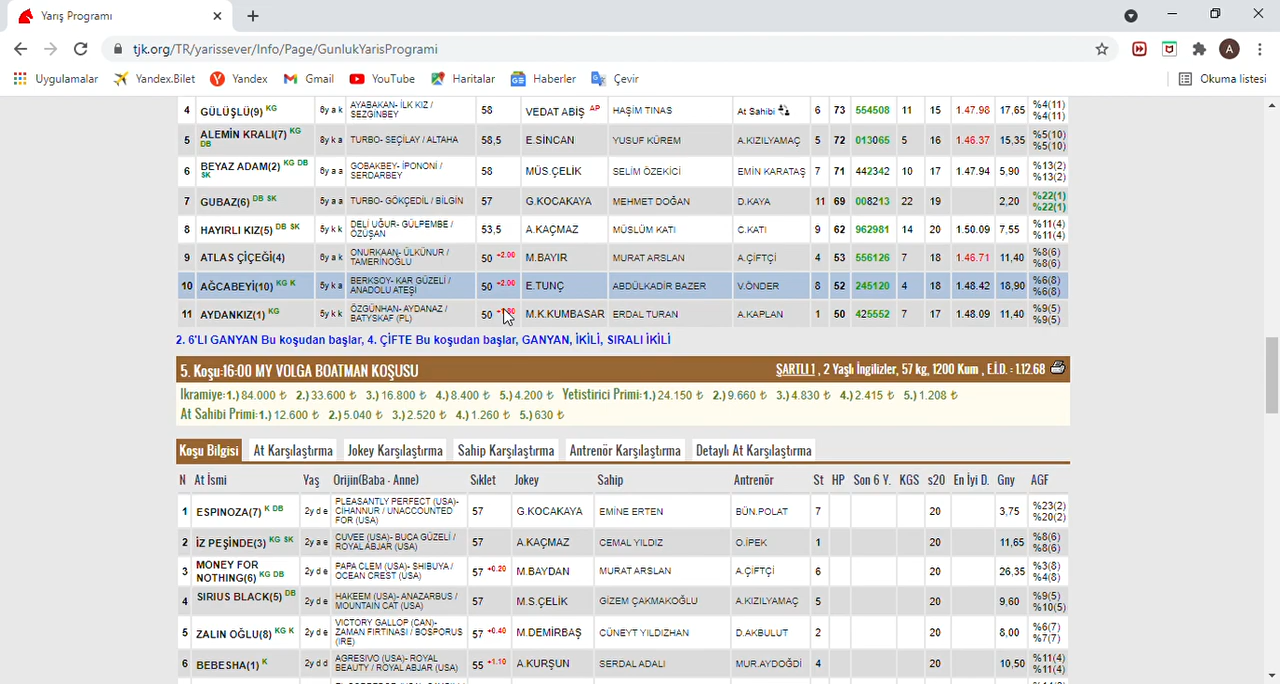 Yarış Programı
tjk.org/TR/yarissever/Info/Page/GunlukYarisProgrami
A
Uygulamalar Yandex.Bilet Yandex Gmail YouTube Haritalar Haberler Çevir Okuma listesi
4 GÜLÜŞLÜ(9) KG 8y a k AYABAKAN- İLK KIZ / SEZGINBEY 58 VEDAT ABİŞ AP HAŞİM TINAS At Sahibi 6 73 554508 11 15 1.47.98 17,65 %4(11) %4(11)
5 ALEMİN KRALI(7) KG DB 8y k a TURBO- SEÇİLAY / ALTAHA 58,5 E.SİNCAN YUSUF KÜREM A.KIZILYAMAÇ 5 72 013065 5 16 1.46.37 15,35 %5(10) %5(10)
6 BEYAZ ADAM(2) KG DB SK 8y a a GOBAKBEY- İPONONİ / SERDARBEY 58 MÜS.ÇELİK SELİM ÖZEKİCİ EMİN KARATAŞ 7 71 442342 10 17 1.47.94 5,90 %13(2) %13(2)
7 GUBAZ(6) DB SK 5y a a TURBO- GÖKÇEDİL / BİLGİN 57 G.KOCAKAYA MEHMET DOĞAN D.KAYA 11 69 008213 22 19 2,20 %22(1) %22(1)
8 HAYIRLI KIZ(5) DB SK 5y k k DELİ UĞUR- GÜLPEMBE / ÖZÜŞAN 53,5 A.KAÇMAZ MÜSLÜM KATI C.KATI 9 62 962981 14 20 1.50.09 7,55 %11(4) %11(4)
9 ATLAS ÇİÇEĞİ(4) 8y a k ONURKAAN- ÜLKÜNUR / TAMERİNOĞLU 50 +2.00 M.BAYIR MURAT ARSLAN A.ÇİFTÇİ 4 53 556126 7 18 1.46.71 11,40 %8(6) %8(6)
10 AĞCABEYİ(10) KG K 5y k a BERKSOY- KAR GÜZELİ / ANADOLU ATEŞİ 50 +2.00 E.TUNÇ ABDÜLKADİR BAZER V.ÖNDER 8 52 245120 4 18 1.48.42 18,90 %6(8) %6(8)
11 AYDANKIZ(1) KG 5y k k ÖZGÜNHAN- AYDANAZ / BATYSKAF (PL) 50 M.K.KUMBASAR ERDAL TURAN A.KAPLAN 1 50 425552 7 17 1.48.09 11,40 %9(5) %9(5)
2. 6'LI GANYAN Bu koşudan başlar, 4. ÇİFTE Bu koşudan başlar, GANYAN, İKİLİ, SIRALI İKİLİ
5. Koşu:16:00 MY VOLGA BOATMAN KOŞUSU ŞARTLI 1 , 2 Yaşlı İngilizler, 57 kg, 1200 Kum , E.İ.D. : 1.12.68
İkramiye:1.) 84.000 ₺ 2.) 33.600 ₺ 3.) 16.800 ₺ 4.) 8.400 ₺ 5.) 4.200 ₺ Yetistirici Primi:1.) 24.150 ₺ 2.) 9.660 ₺ 3.) 4.830 ₺ 4.) 2.415 ₺ 5.) 1.208 ₺
At Sahibi Primi:1.) 12.600 ₺ 2.) 5.040 ₺ 3.) 2.520 ₺ 4.) 1.260 ₺ 5.) 630 ₺
Koşu Bilgisi At Karşılaştırma Jokey Karşılaştırma Sahip Karşılaştırma Antrenör Karşılaştırma Detaylı At Karşılaştırma
N At İsmi Yaş Orijin(Baba - Anne) Sıklet Jokey Sahip Antrenör St HP Son 6 Y. KGS s20 En İyi D. Gny AGF
1 ESPINOZA(7) K DB 2y d e PLEASANTLY PERFECT (USA)- CIHANNUR / UNACCOUNTED FOR (USA) 57 G.KOCAKAYA EMİNE ERTEN BÜN.POLAT 7 20 3,75 %23(2) %20(2)
2 İZ PEŞİNDE(3) KG SK 2y a e CUVEE (USA)- BUCA GÜZELİ / ROYAL ABJAR (USA) 57 A.KAÇMAZ CEMAL YILDIZ O.İPEK 1 20 11,65 %8(6) %8(6)
3 MONEY FOR NOTHING(6) KG DB 2y d e PAPA CLEM (USA)- SHIBUYA / OCEAN CREST (USA) 57 +0.20 M.BAYDAN MURAT ARSLAN A.ÇİFTÇİ 6 20 26,35 %3(8) %4(8)
4 SIRIUS BLACK(5) DB 2y d e HAKEEM (USA)- ANAZARBUS / MOUNTAIN CAT (USA) 57 M.S.ÇELİK GİZEM ÇAKMAKOĞLU A.KIZILYAMAÇ 5 20 9,60 %9(5) %10(5)
5 ZALIN OĞLU(8) KG K 2y d e VICTORY GALLOP (CAN)- ZAMAN FIRTINASI / BOSPORUS (IRE) 57 +0.40 M.DEMİRBAŞ CÜNEYT YILDIZHAN D.AKBULUT 2 20 8,00 %6(7) %7(7)
6 BEBESHA(1) K 2y d d AGRESIVO (USA)- ROYAL BEAUTY / ROYAL ABJAR (USA) 55 +1.10 A.KURŞUN SERDAL ADALI MUR.AYDOĞDİ 4 20 10,50 %11(4) %11(4)